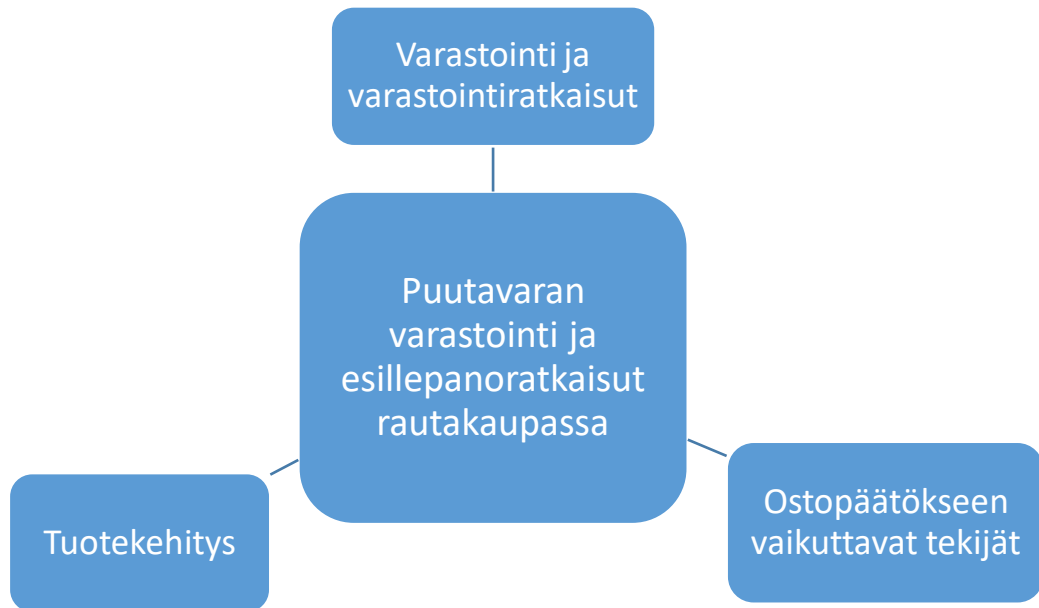 Varastointi ja
varastointiratkaisut
Puutavaran
varastointi ja
esillepanoratkaisut
rautakaupassa
Tuotekehitys
Ostopäätökseen
vaikuttavat tekijät